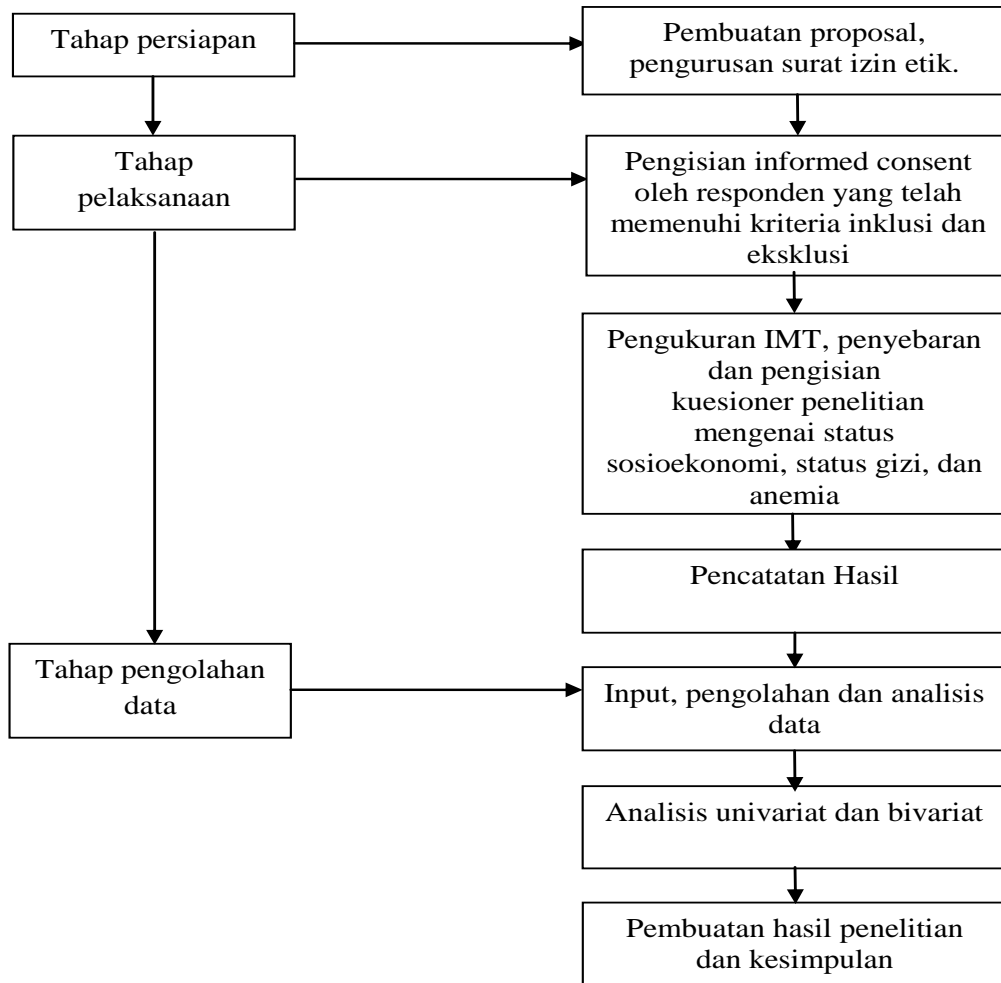 Tahap persiapan
Pembuatan proposal,
pengurusan surat izin etik.
Tahap
pelaksanaan
Pengisian informed consent
oleh responden yang telah
memenuhi kriteria inklusi dan
eksklusi
Pengukuran IMT, penyebaran
dan pengisian
kuesioner penelitian
mengenai status
sosioekonomi, status gizi, dan
anemia
Pencatatan Hasil
Tahap pengolahan
data
Input, pengolahan dan analisis
data
Analisis univariat dan bivariat
Pembuatan hasil penelitian
dan kesimpulan